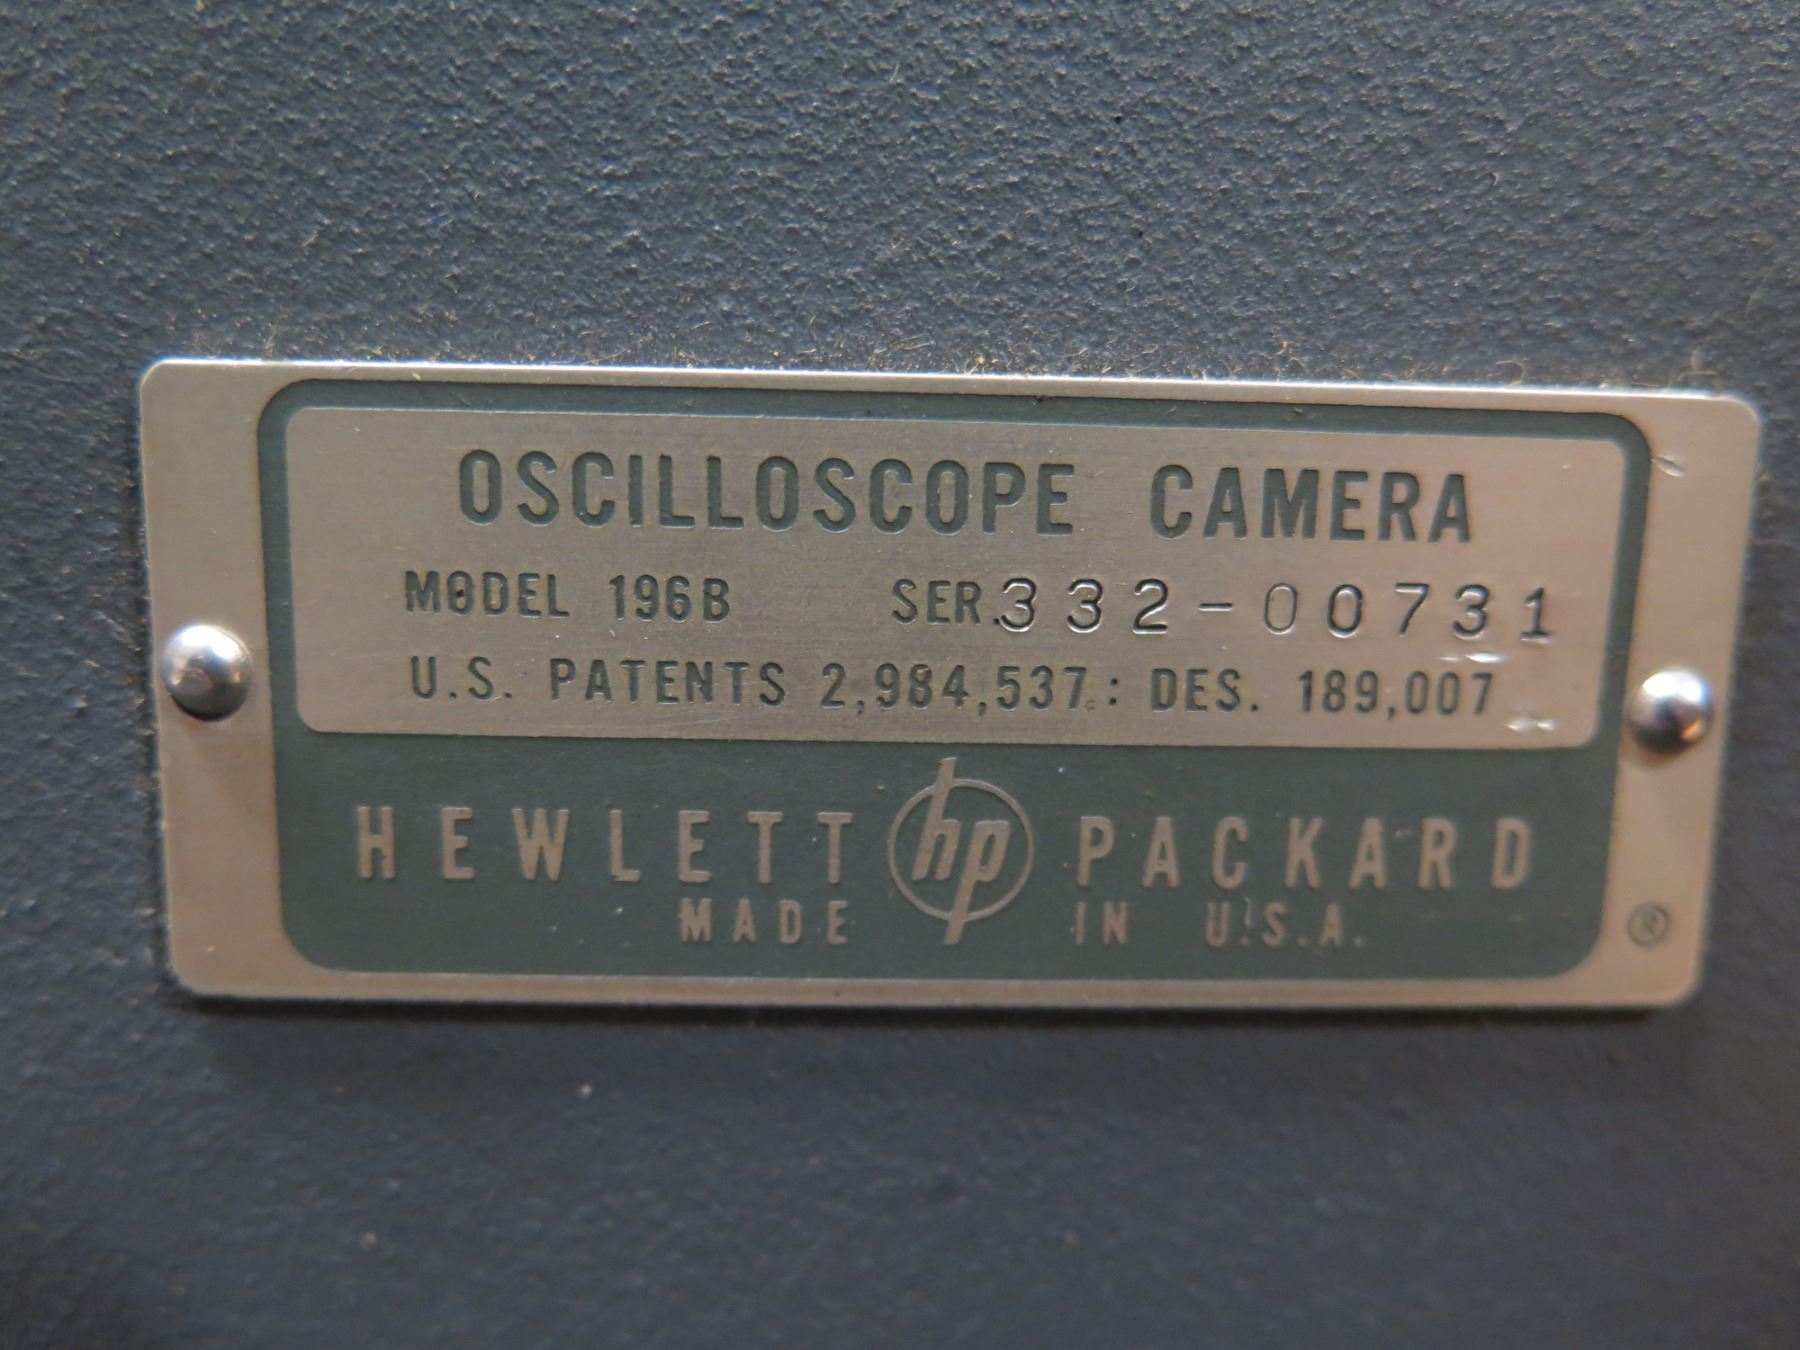 OSCILLOSCOPE CAMERA
MODEL 196B SER. 332-00731
U.S. PATENTS 2,984,537: DES. 189,007
HEWLETT hp PACKARD
MADE IN U.S.A. ®